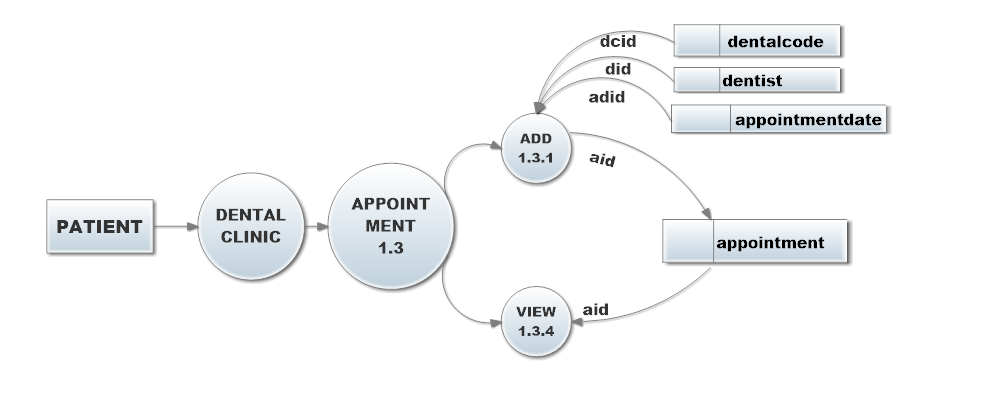 dcid
dentalcode
did
dentist
adid
appointmentdate
ADD
1.3.1
aid
PATIENT
DENTAL
CLINIC
APPOINT
MENT
1.3
appointment
VIEW
1.3.4
aid